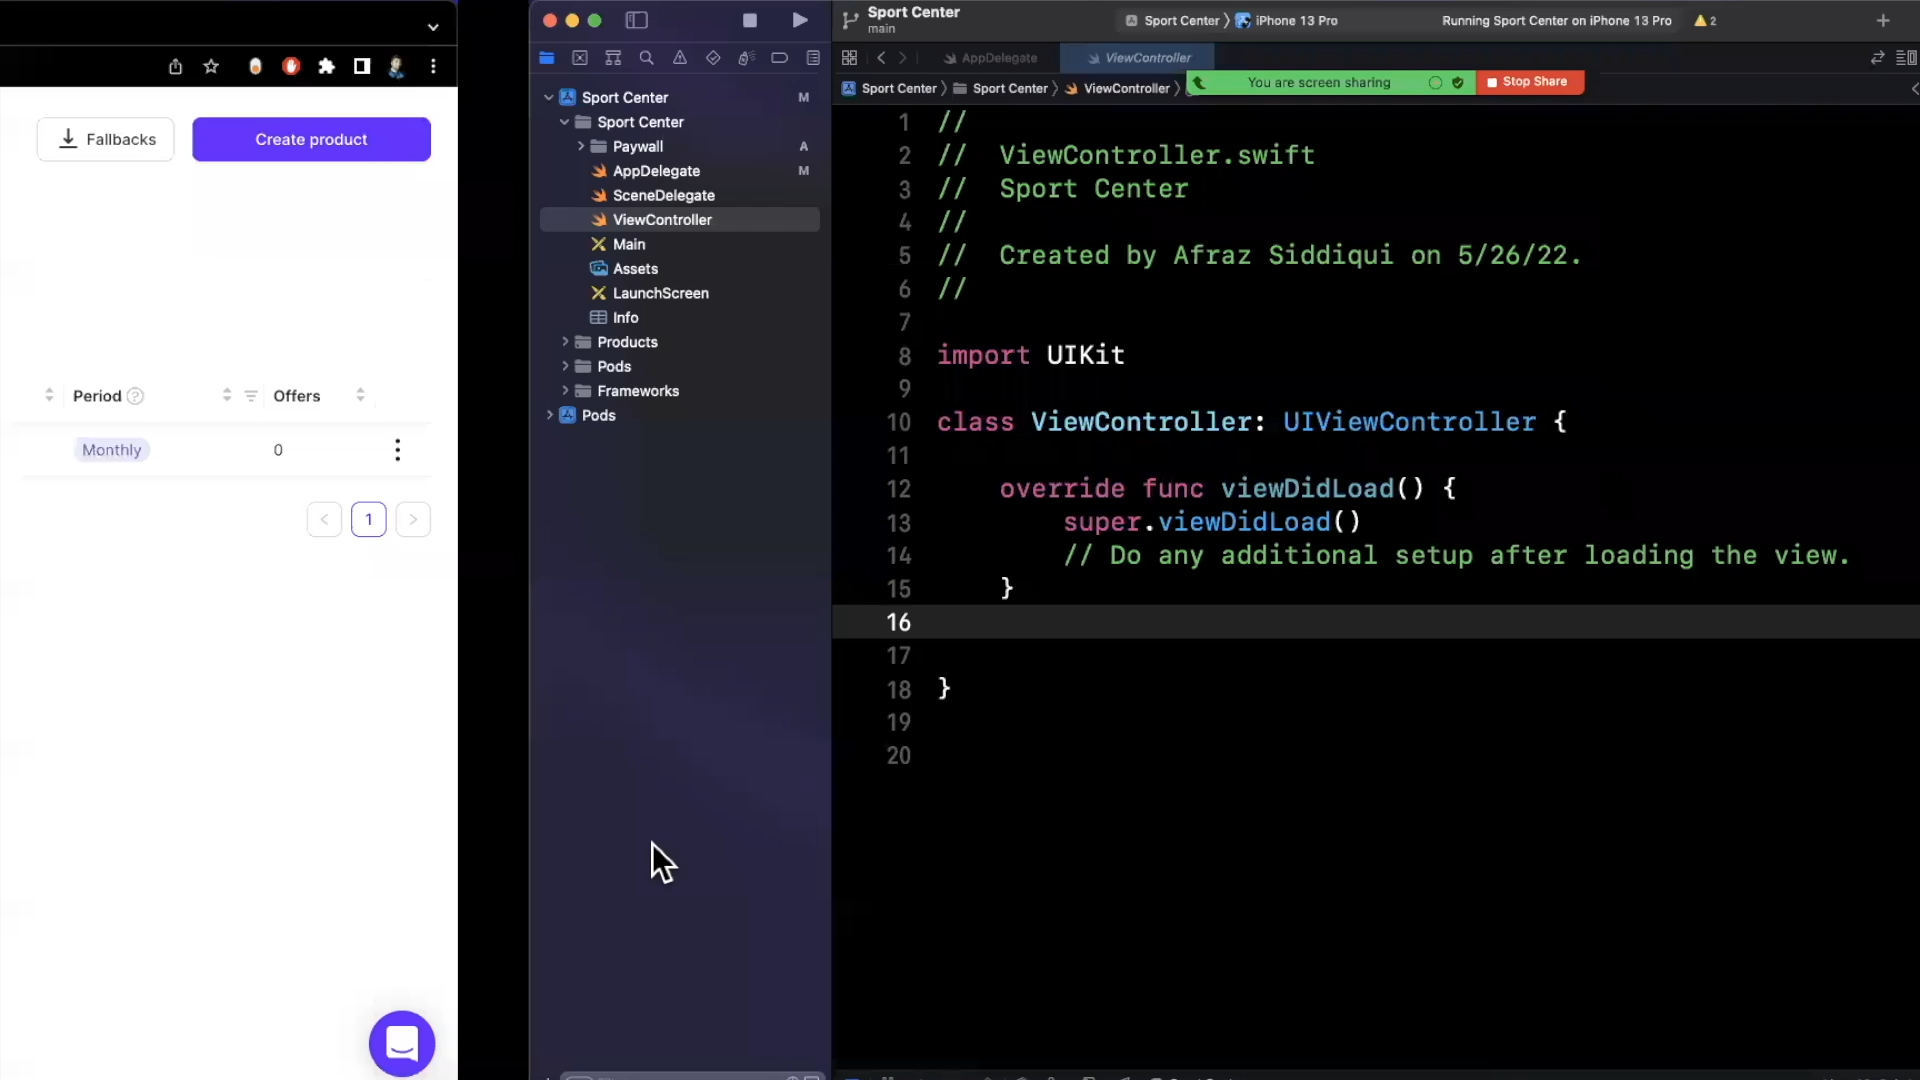 Fallbacks
Create product
Period
Offers
Monthly
0
1
Sport Center M
Sport Center
Paywall A
AppDelegate M
SceneDelegate
ViewController
Main
Assets
LaunchScreen
Info
Products
Pods
Frameworks
Pods
Sport Center
main
Sport Center
iPhone 13 Pro
Running Sport Center on iPhone 13 Pro
2
AppDelegate
ViewController
Sport Center
Sport Center
ViewController
You are screen sharing
Stop Share
1 //
2 //  ViewController.swift
3 //  Sport Center
4 //
5 //  Created by Afraz Siddiqui on 5/26/22.
6 //
7
8 import UIKit
9
10 class ViewController: UIViewController {
11
12 override func viewDidLoad() {
13 super.viewDidLoad()
14 // Do any additional setup after loading the view.
15 }
16
17
18 }
19
20